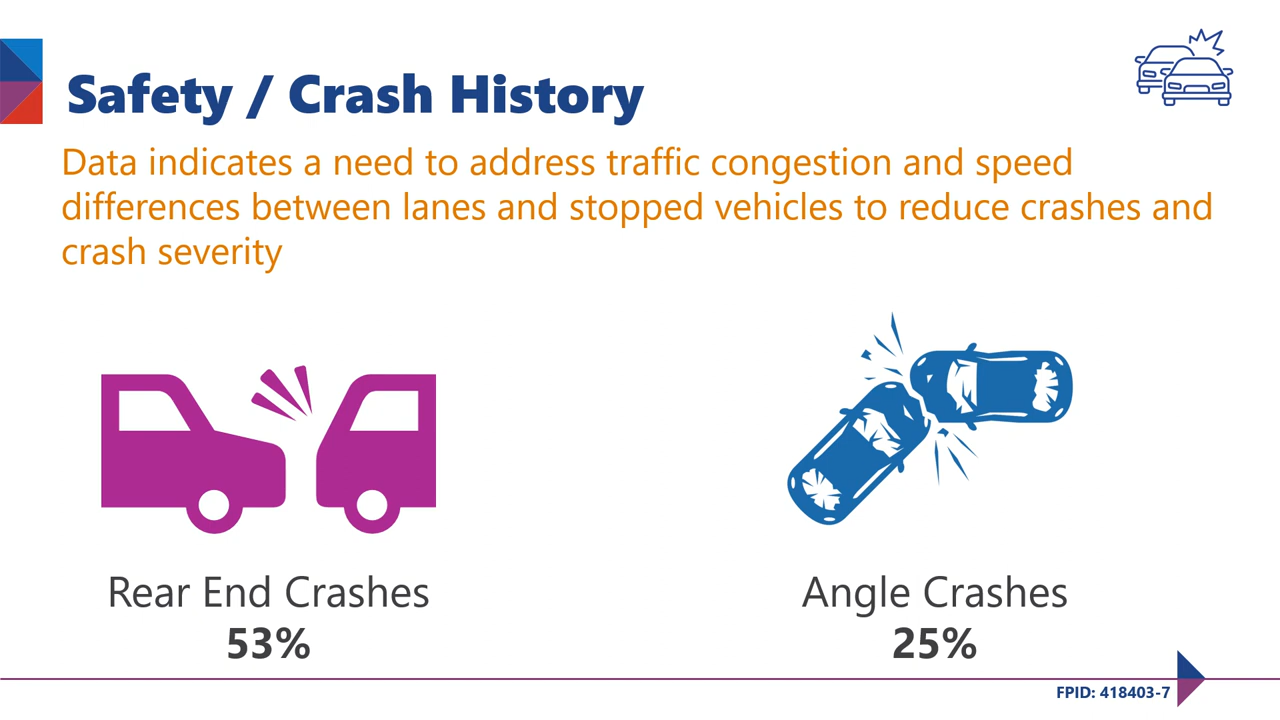 Safety / Crash History
Data indicates a need to address traffic congestion and speed
differences between lanes and stopped vehicles to reduce crashes and
crash severity
Rear End Crashes
53%
Angle Crashes
25%
FPID: 418403-7